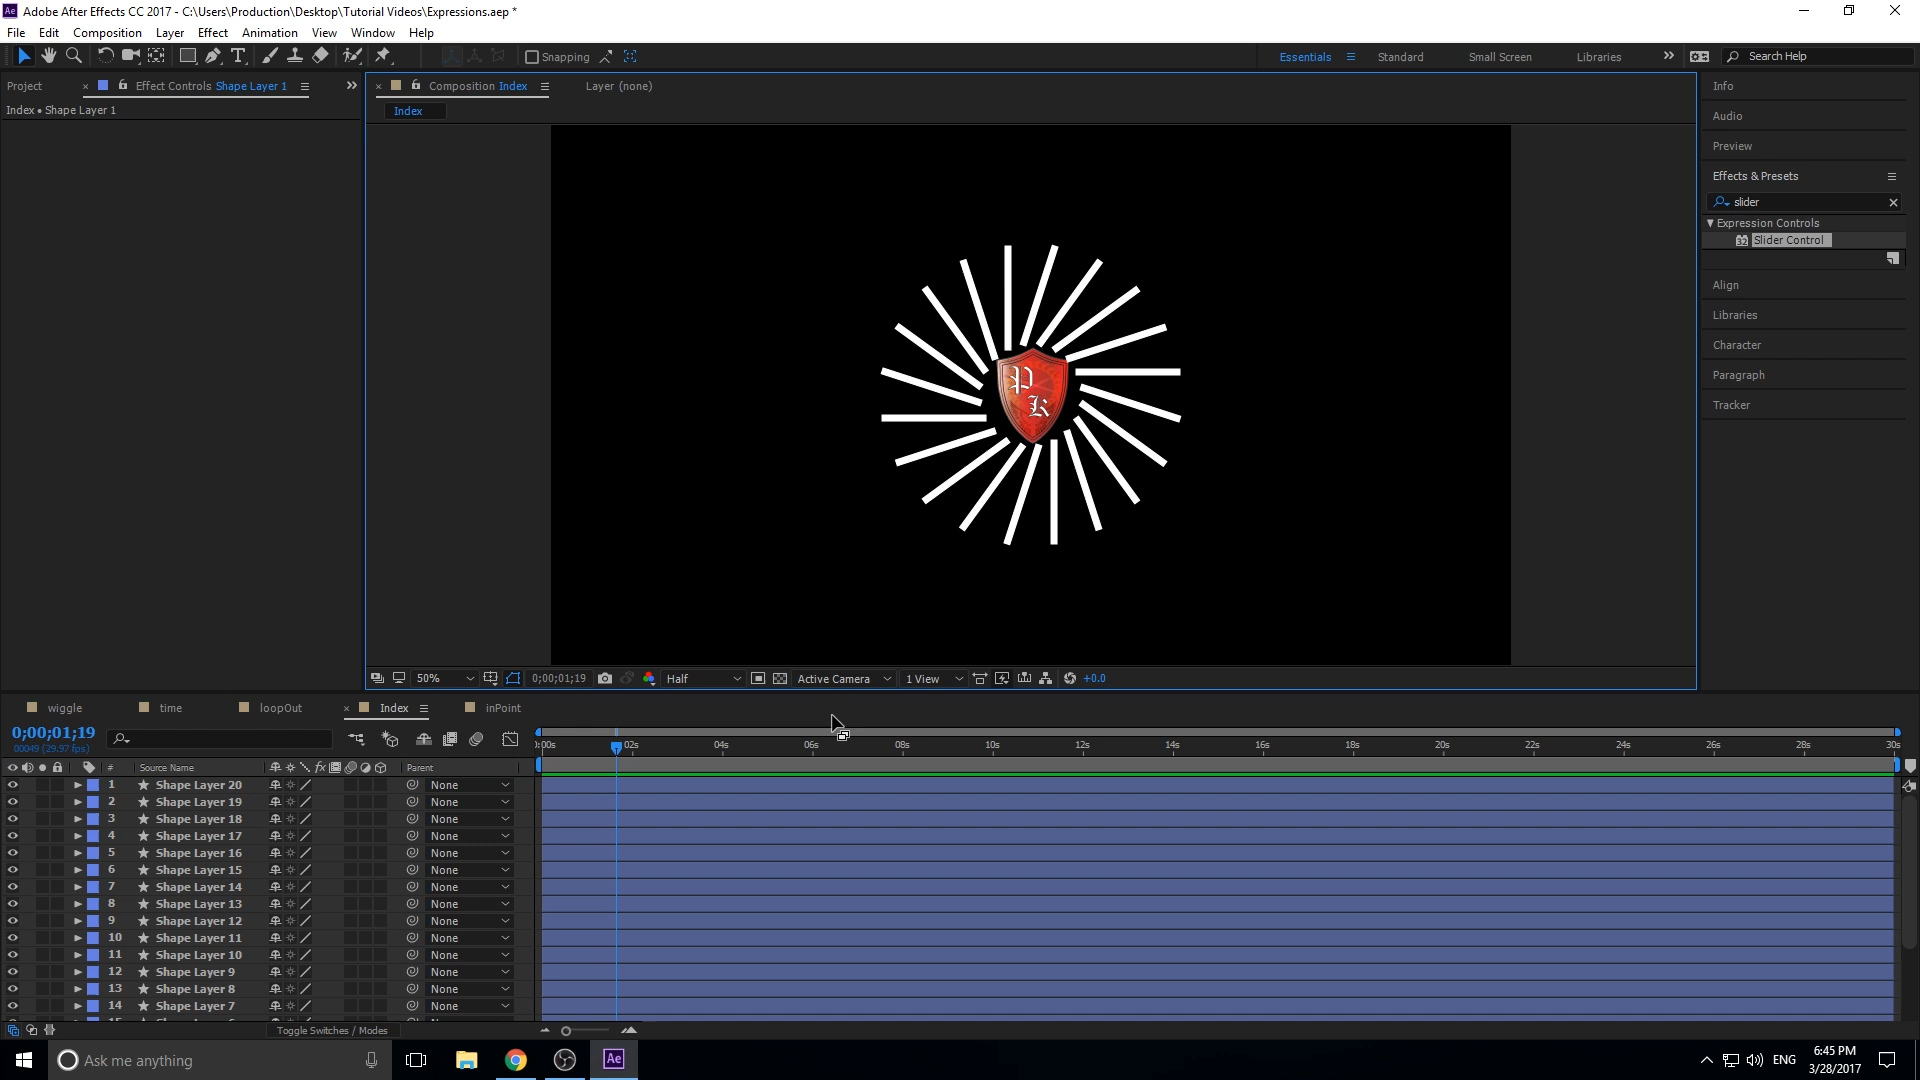 Adobe After Effects CC 2017 - C:\Users\Production\Desktop\Tutorial Videos\Expressions.aep *
File Edit Composition Layer Effect Animation View Window Help
Snapping Essentials Standard Small Screen Libraries Search Help
Project Effect Controls Shape Layer 1
Composition Index Layer (none)
Index • Shape Layer 1
Index
Info
Audio
Preview
Effects & Presets
slider
Expression Controls
Slider Control
Align
Libraries
Character
Paragraph
Tracker
P
K
50% 0;00;01;19 Half Active Camera 1 View +0.0
wiggle time loopOut Index inPoint
0;00;01;19
00049 (29.97 fps)
:00s 02s 04s 06s 08s 10s 12s 14s 16s 18s 20s 22s 24s 26s 28s 30s
# Source Name Parent
1 Shape Layer 20 None
2 Shape Layer 19 None
3 Shape Layer 18 None
4 Shape Layer 17 None
5 Shape Layer 16 None
6 Shape Layer 15 None
7 Shape Layer 14 None
8 Shape Layer 13 None
9 Shape Layer 12 None
10 Shape Layer 11 None
11 Shape Layer 10 None
12 Shape Layer 9 None
13 Shape Layer 8 None
14 Shape Layer 7 None
Toggle Switches / Modes
Ask me anything
Ae
ENG
6:45 PM
3/28/2017